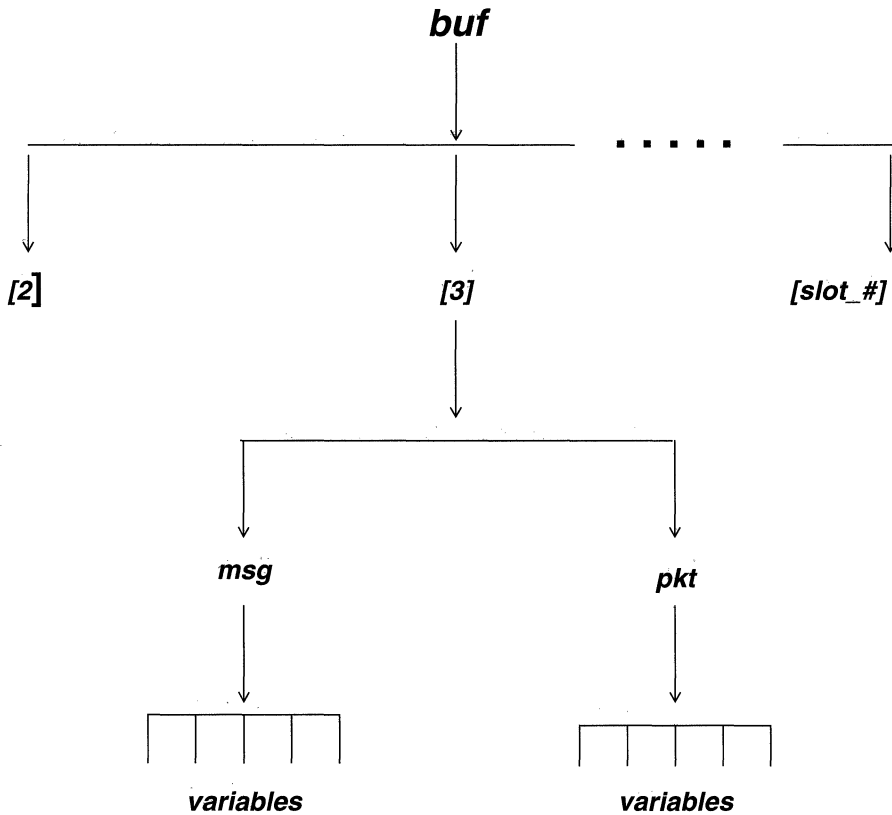 buf
[2] [3] [slot_#]
msg pkt
variables variables